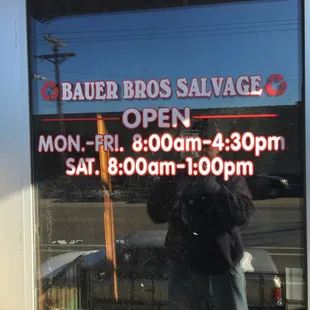 BAUER BROS SALVAGE
OPEN
MON.-FRI. 8:00am-4:30pm
SAT. 8:00am-1:00pm